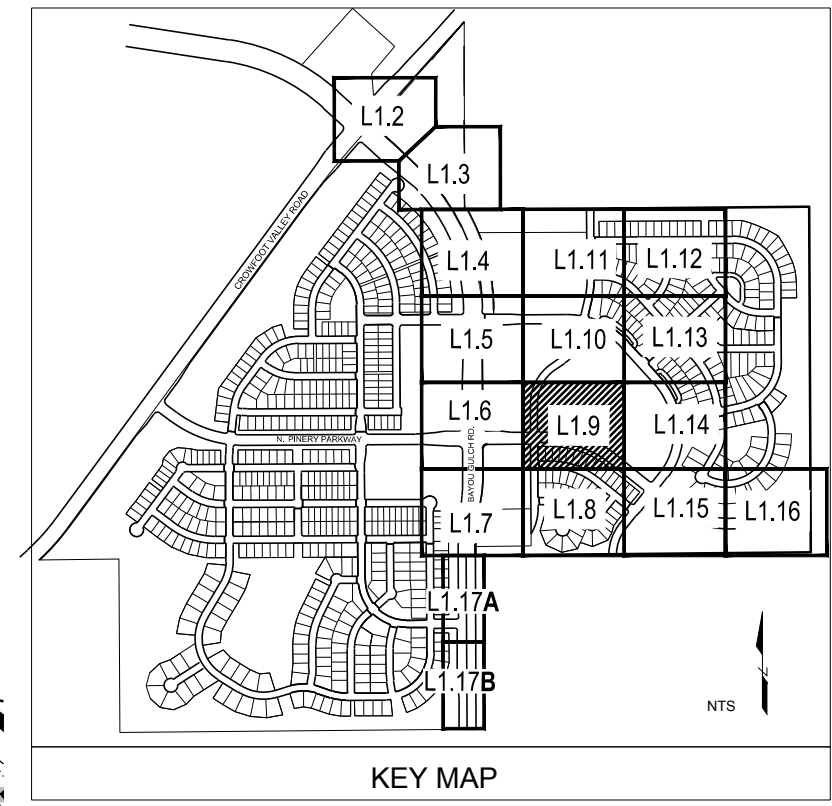 L1.2
L1.3
CROWFOOT VALLEY ROAD
L1.4
L1.11
L1.12
L1.5
L1.10
L1.13
L1.6
L1.9
L1.14
N. PINERY PARKWAY
BAYOU GULCH RD.
L1.7
L1.8
L1.15
L1.16
L1.17A
L1.17B
NTS
N
KEY MAP